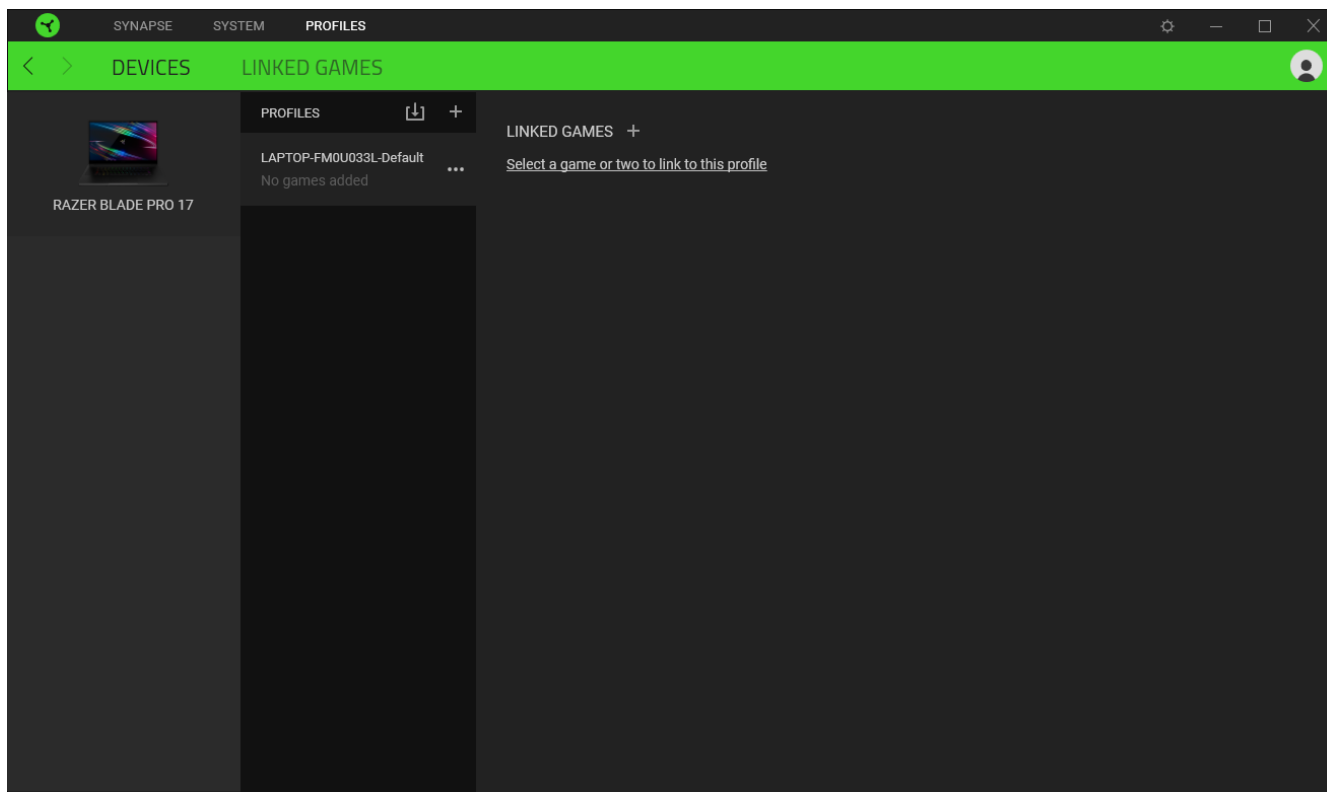 SYNAPSE SYSTEM PROFILES
DEVICES LINKED GAMES
RAZER BLADE PRO 17
PROFILES
LAPTOP-FM0U033L-Default
No games added
LINKED GAMES
Select a game or two to link to this profile